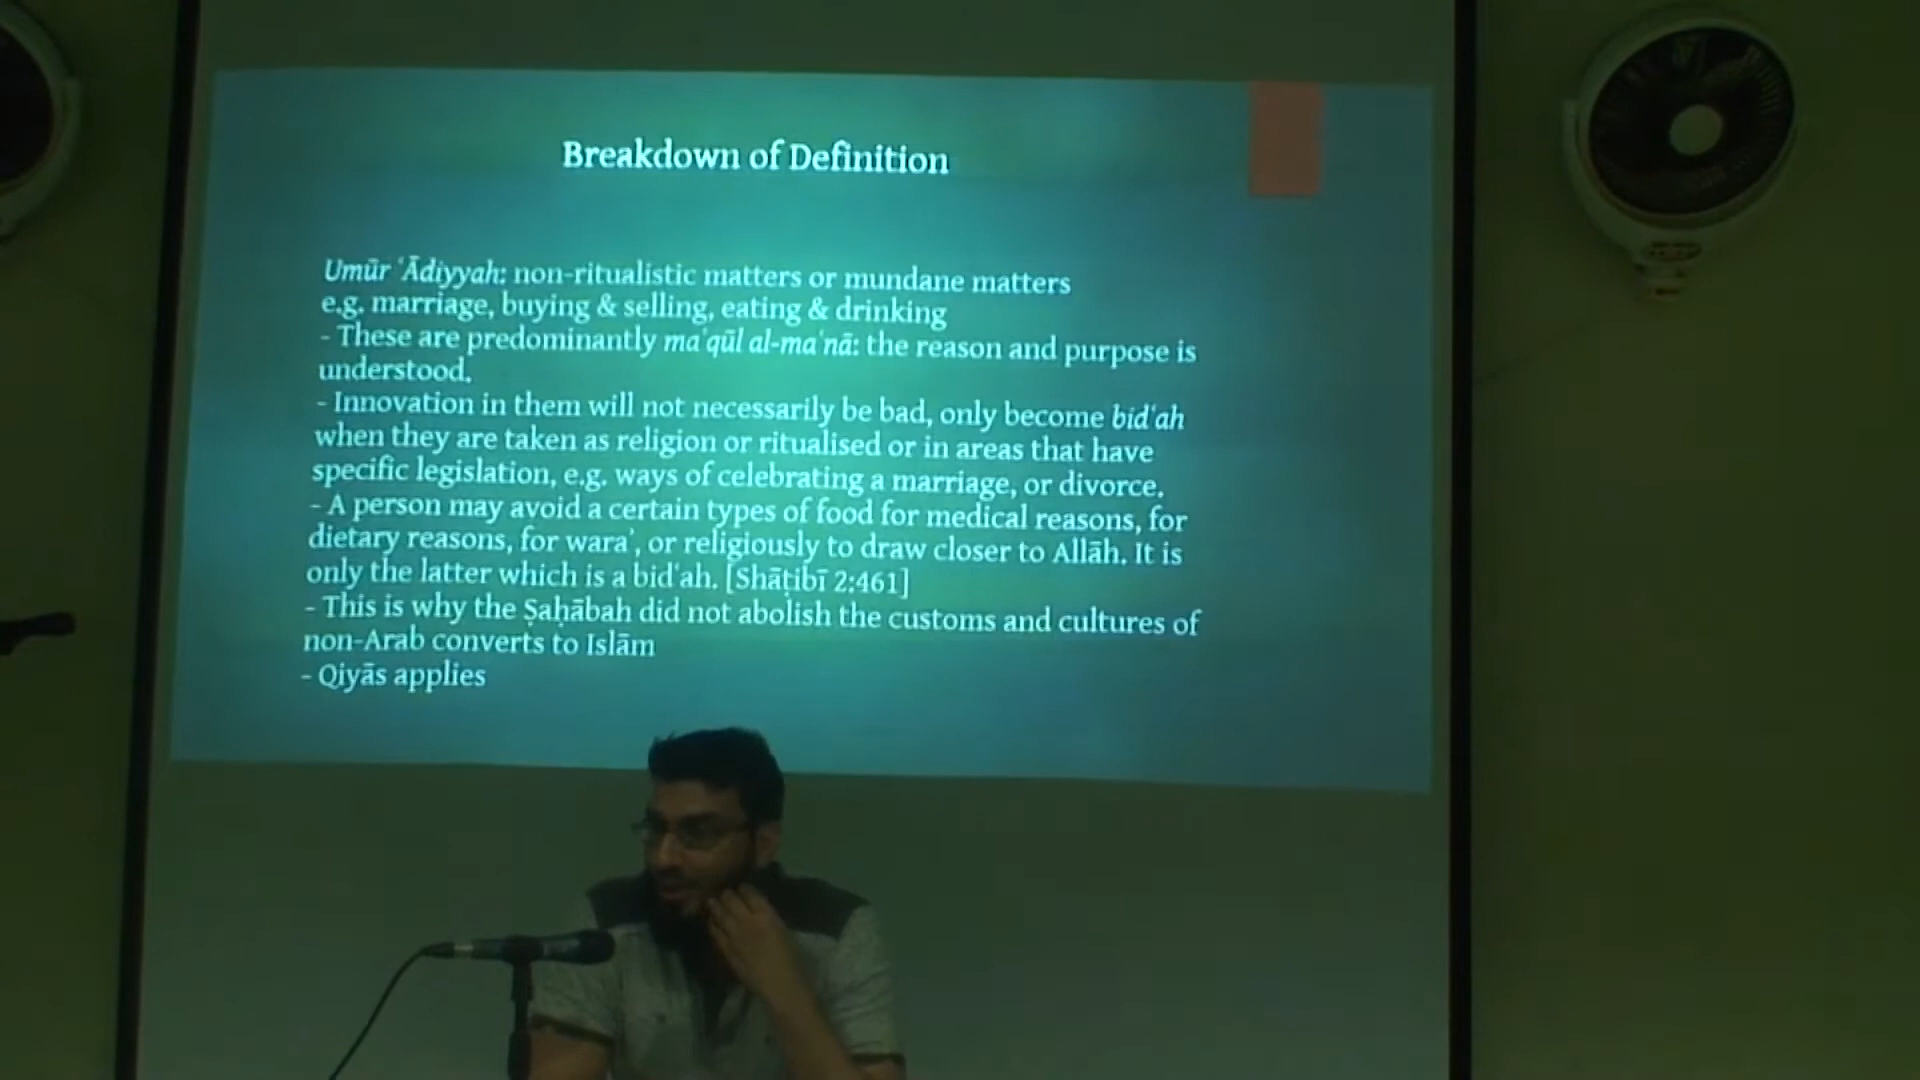 Breakdown of Definition
Umūr ʿĀdiyyah: non-ritualistic matters or mundane matters
e.g. marriage, buying & selling, eating & drinking
- These are predominantly maʿqūl al-maʿnā: the reason and purpose is
understood.
- Innovation in them will not necessarily be bad, only become bidʿah
when they are taken as religion or ritualised or in areas that have
specific legislation, e.g. ways of celebrating a marriage, or divorce.
- A person may avoid a certain types of food for medical reasons, for
dietary reasons, for waraʾ, or religiously to draw closer to Allāh. It is
only the latter which is a bidʿah. [Shāṭibī 2:461]
- This is why the Ṣaḥābah did not abolish the customs and cultures of
non-Arab converts to Islām
- Qiyās applies